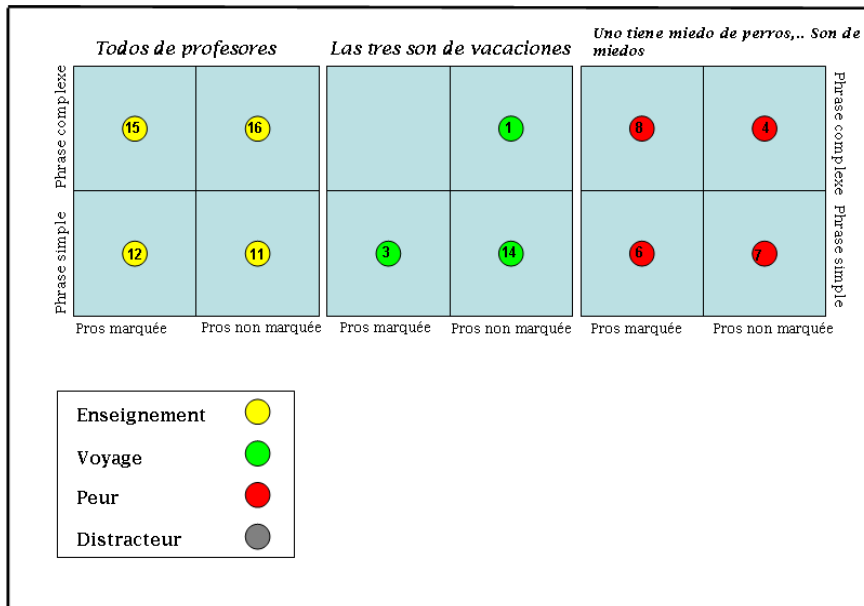 Todos de profesores
Las tres son de vacaciones
Uno tiene miedo de perros,.. Son de
miedos
Phrase complexe
15
16
1
8
4
Phrase complexe
Phrase simple
12
11
3
14
6
7
Phrase simple
Pros marquée
Pros non marquée
Pros marquée
Pros non marquée
Pros marquée
Pros non marquée
Enseignement
Voyage
Peur
Distracteur